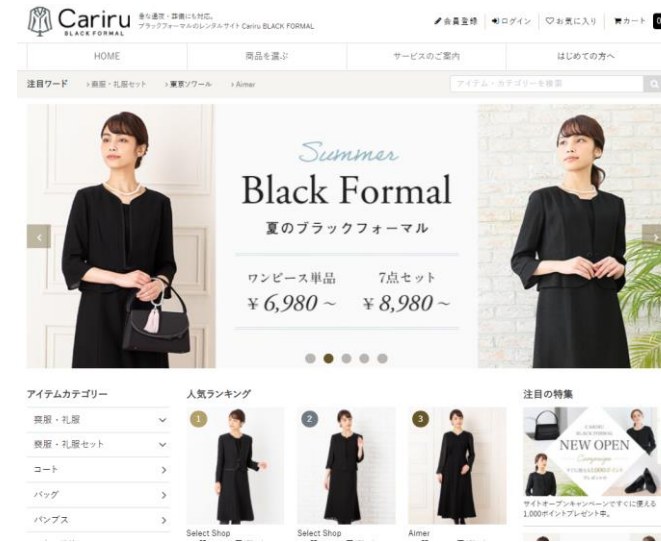 Cariru
BLACK FORMAL
急な通夜・葬儀にも対応。
ブラックフォーマルのレンタルサイト Cariru BLACK FORMAL
会員登録
ログイン
お気に入り
カート
HOME
商品を選ぶ
サービスのご案内
はじめての方へ
注目ワード
喪服・礼服セット
東京ソワール
Aimer
アイテム・カテゴリーを検索
Summer
Black Formal
夏のブラックフォーマル
ワンピース単品 7点セット
¥6,980~ ¥8,980~
アイテムカテゴリー
喪服・礼服
喪服・礼服セット
コート
バッグ
パンプス
人気ランキング
1
2
3
Select Shop
Select Shop
Aimer
注目の特集
CARIRU
BLACK FORMAL
NEW OPEN
Campaign
サイトオープンキャンペーンですぐに使える
1,000ポイントプレゼント中。